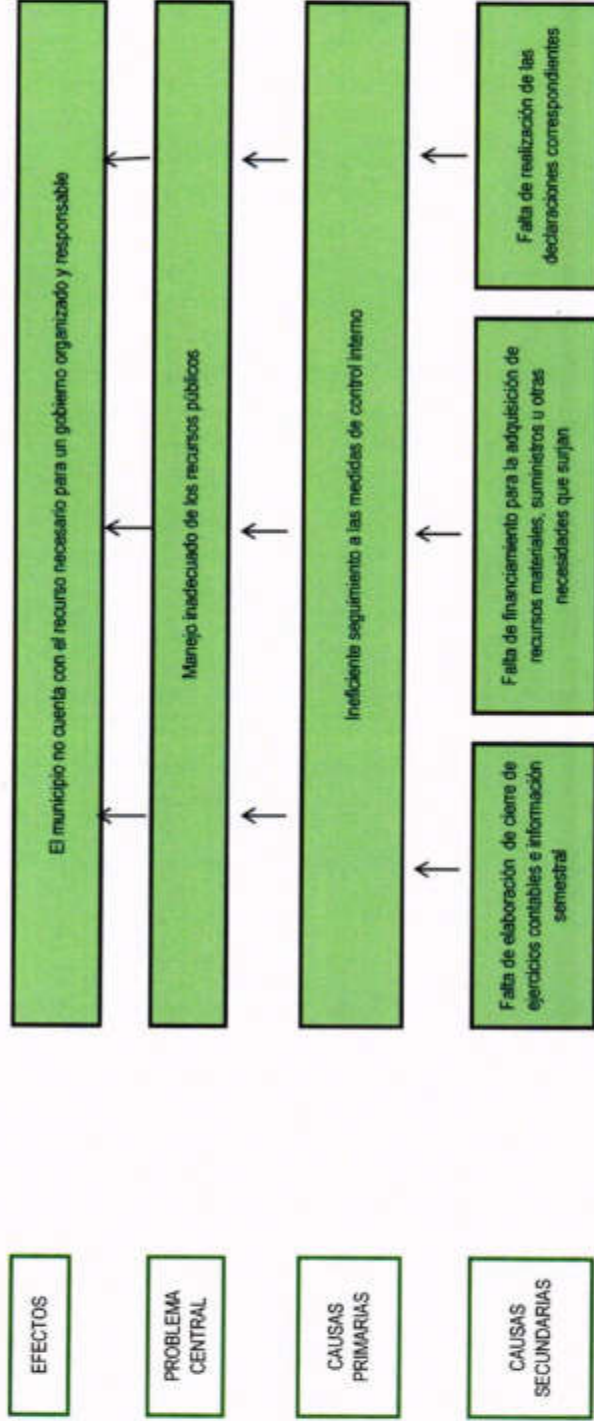 EFECTOS
El municipio no cuenta con el recurso necesario para un gobierno organizado y responsable
PROBLEMA
CENTRAL
Manejo inadecuado de los recursos públicos
CAUSAS
PRIMARIAS
Ineficiente seguimiento a las medidas de control interno
CAUSAS
SECUNDARIAS
Falta de elaboración de cierre de
ejercicios contables e información
semestral
Falta de financiamiento para la adquisición de
recursos materiales, suministros u otras
necesidades que surjan
Falta de realización de las
declaraciones correspondientes